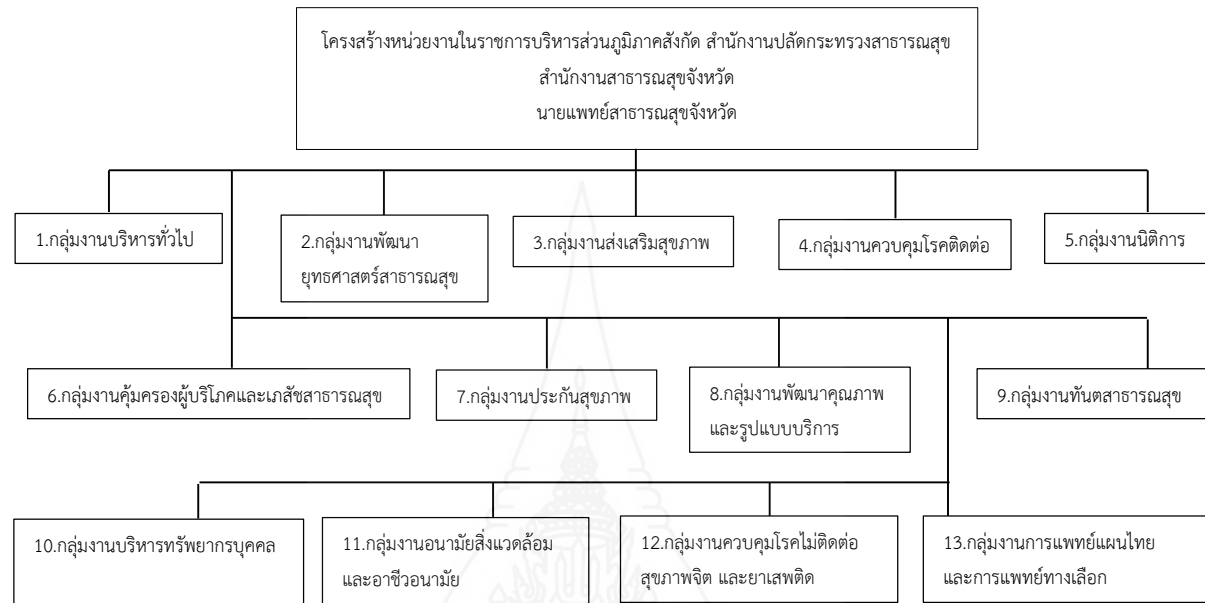 โครงสร้างหน่วยงานในราชการบริหารส่วนภูมิภาคสังกัด สำนักงานปลัดกระทรวงสาธารณสุข
สำนักงานสาธารณสุขจังหวัด
นายแพทย์สาธารณสุขจังหวัด
1.กลุ่มงานบริหารทั่วไป
2.กลุ่มงานพัฒนา
ยุทธศาสตร์สาธารณสุข
3.กลุ่มงานส่งเสริมสุขภาพ
4.กลุ่มงานควบคุมโรคติดต่อ
5.กลุ่มงานนิติการ
6.กลุ่มงานคุ้มครองผู้บริโภคและเภสัชสาธารณสุข
7.กลุ่มงานประกันสุขภาพ
8.กลุ่มงานพัฒนาคุณภาพ
และรูปแบบบริการ
9.กลุ่มงานทันตสาธารณสุข
10.กลุ่มงานบริหารทรัพยากรบุคคล
11.กลุ่มงานอนามัยสิ่งแวดล้อม
และอาชีวอนามัย
12.กลุ่มงานควบคุมโรคไม่ติดต่อ
สุขภาพจิต และยาเสพติด
13.กลุ่มงานการแพทย์แผนไทย
และการแพทย์ทางเลือก